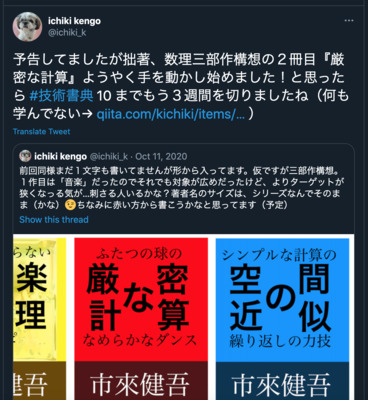 ichiki kengo
@ichiki_k
予告してましたが拙著、数理三部作構想の２冊目『厳
密な計算』ようやく手を動かし始めました！と思った
ら #技術書典 10 までもう３週間を切りましたね（何も
学んでない→ qiita.com/kichiki/items/… ）
Translate Tweet
ichiki kengo @ichiki_k · Oct 11, 2020
前回同様まだ１文字も書いてませんが形から入ってます。仮ですが三部構想。
１作目は「音楽」だったのでそれでも対象が広めだったけど、よりターゲットが
狭くなっる気が...刺さる人いるかな？著者名のサイズは、シリーズなんでそのま
ま（かな）😉ちなみに赤い方から書こうかなと思ってます（予定）
Show this thread
らない
楽
理
ふたつの球の
厳密な計算
なめらかなダンス
市來健吾
シンプルな計算の
空間の近似
繰り返しの力技
市來健吾